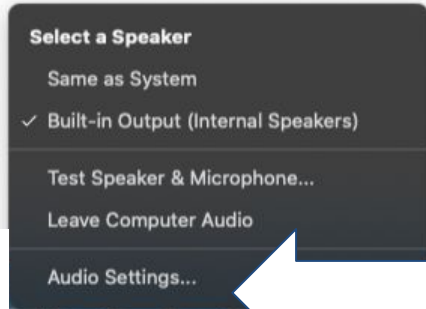 Select a Speaker
Same as System
✓ Built-in Output (Internal Speakers)
Test Speaker & Microphone...
Leave Computer Audio
Audio Settings...